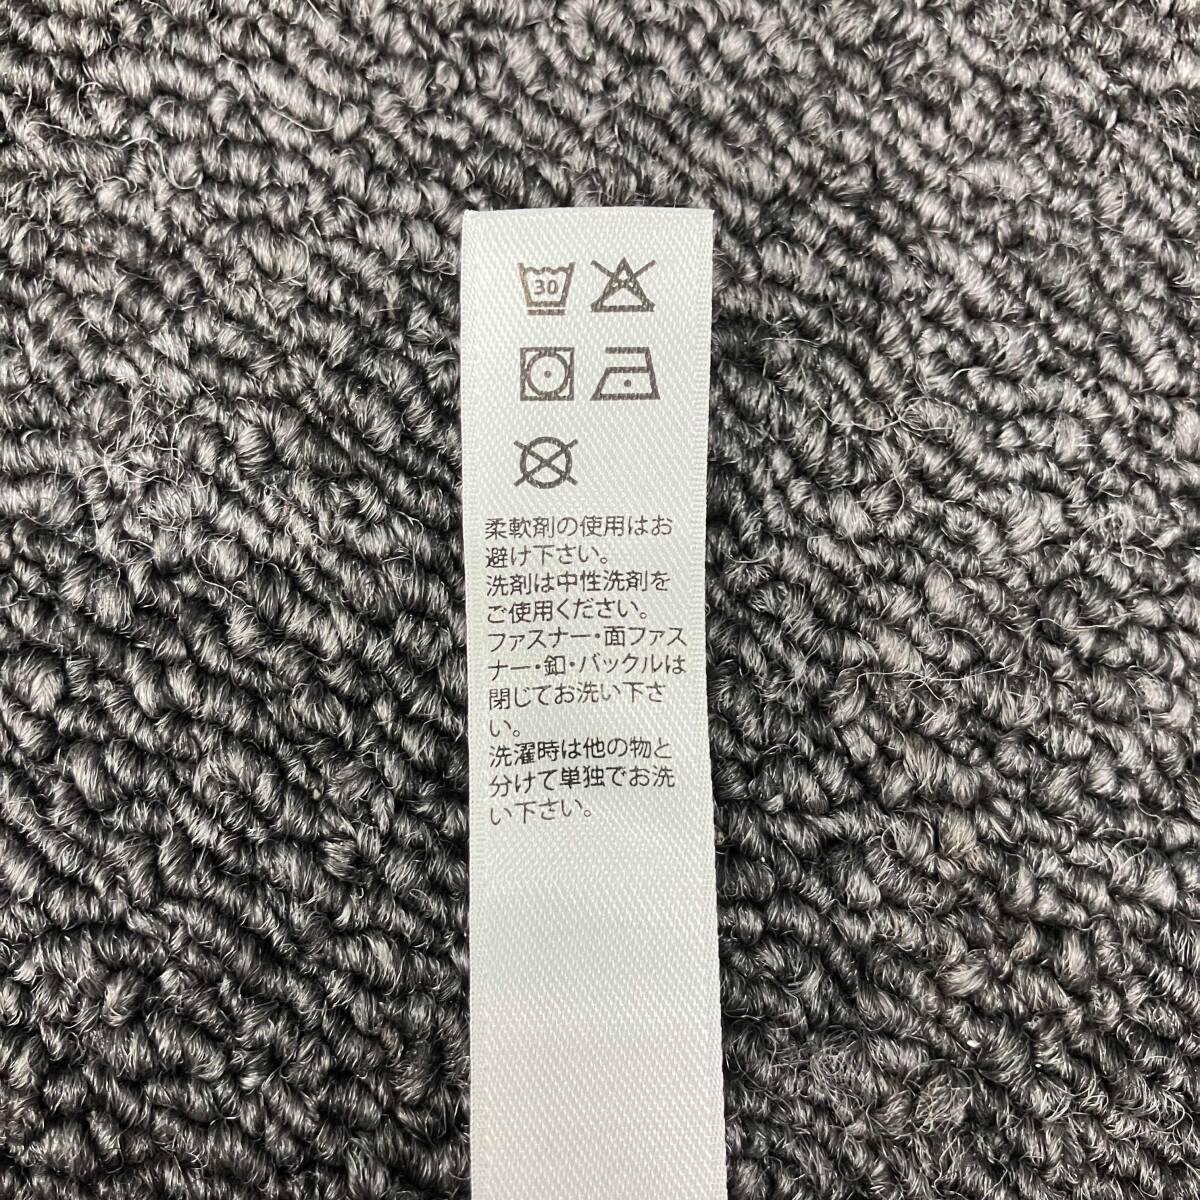 30
柔軟剤の使用はお
避け下さい。
洗剤は中性洗剤を
ご使用ください。
ファスナー・面ファス
ナー・釦・バックルは
閉じてお洗い下さ
い。
洗濯時は他の物と
分けて単独でお洗
い下さい。